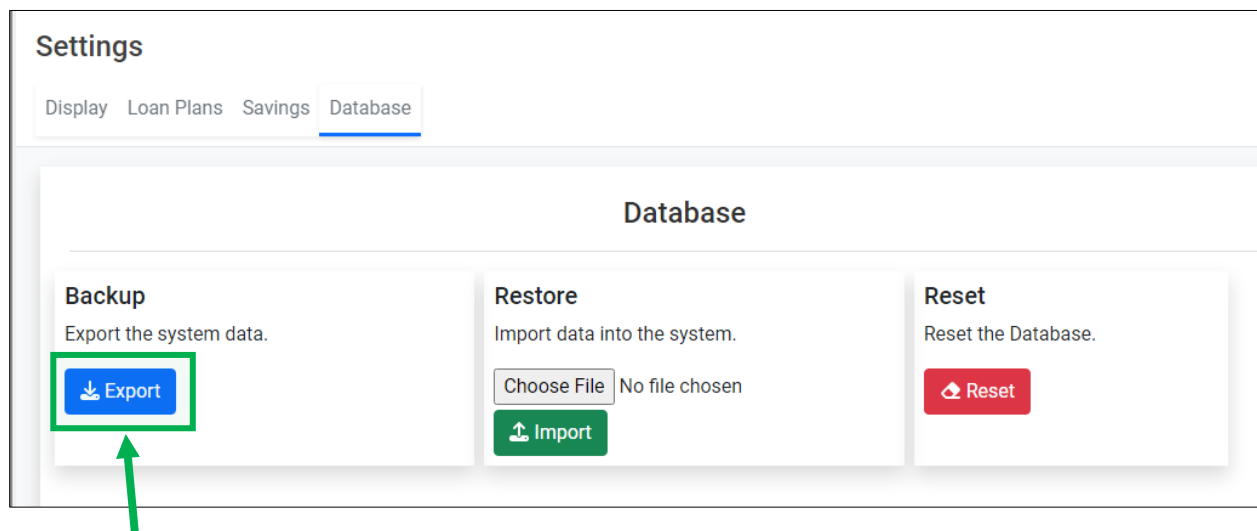 Settings
Display Loan Plans Savings Database
Database
Backup
Export the system data.
Export
Restore
Import data into the system.
Choose File No file chosen
Import
Reset
Reset the Database.
Reset